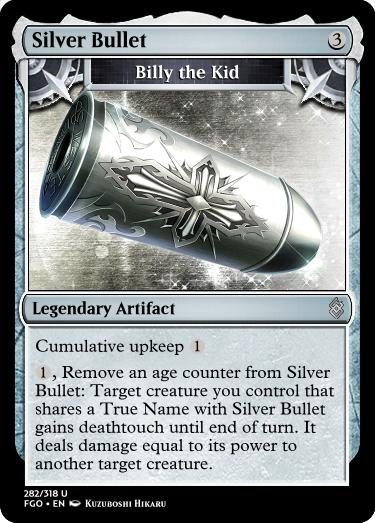 Silver Bullet 3
Billy the Kid
Legendary Artifact
Cumulative upkeep 1
1 , Remove an age counter from Silver
Bullet: Target creature you control that
shares a True Name with Silver Bullet
gains deathtouch until end of turn. It
deals damage equal to its power to
another target creature.
282/318 U
FGO • EN Kuzuboshi Hikaru